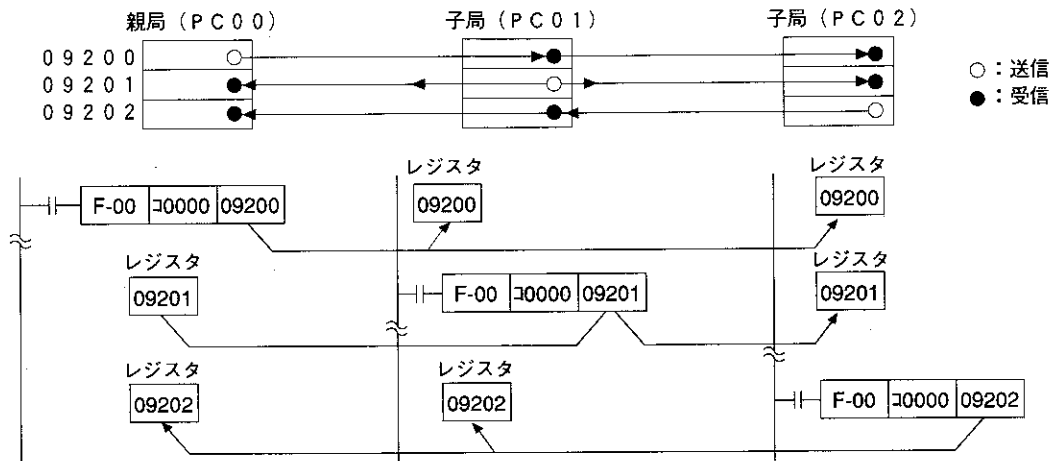 親局（ＰＣ００） 子局（ＰＣ０１） 子局（ＰＣ０２）
０９２００
０９２０１
０９２０２
○：送信
●：受信
レジスタ レジスタ
F-00 ｺ0000 09200 09200 09200
レジスタ レジスタ
09201 F-00 ｺ0000 09201 09201
レジスタ レジスタ
09202 09202 F-00 ｺ0000 09202